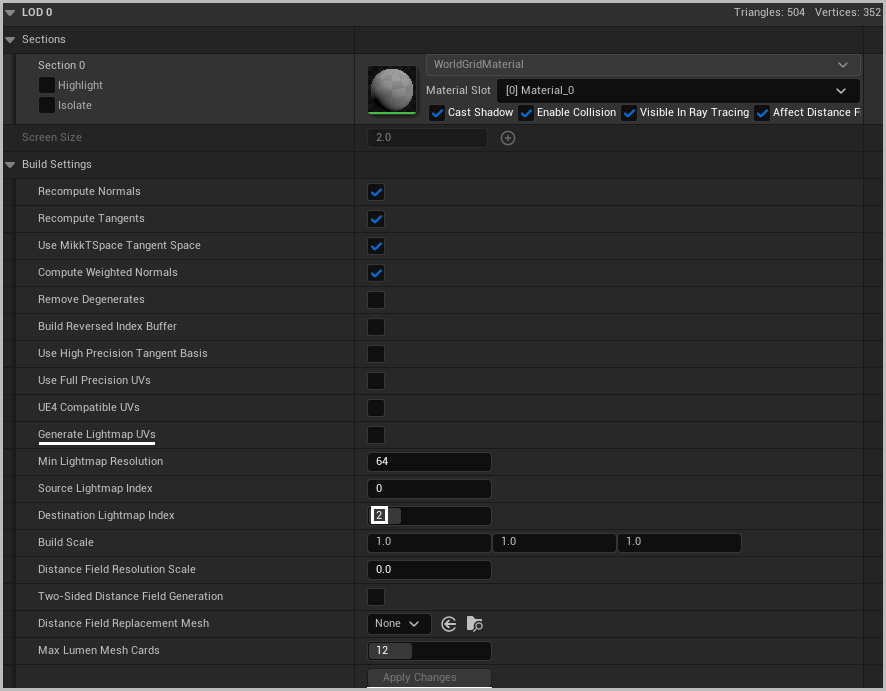 LOD 0 Triangles: 504 Vertices: 352
Sections
Section 0
Highlight
Isolate
WorldGridMaterial
Material Slot [0] Material_0
Cast Shadow Enable Collision Visible In Ray Tracing Affect Distance F
Screen Size 2.0
Build Settings
Recompute Normals
Recompute Tangents
Use MikkTSpace Tangent Space
Compute Weighted Normals
Remove Degenerates
Build Reversed Index Buffer
Use High Precision Tangent Basis
Use Full Precision UVs
UE4 Compatible UVs
Generate Lightmap UVs
Min Lightmap Resolution 64
Source Lightmap Index 0
Destination Lightmap Index 2
Build Scale 1.0 1.0 1.0
Distance Field Resolution Scale 0.0
Two-Sided Distance Field Generation
Distance Field Replacement Mesh None
Max Lumen Mesh Cards 12
Apply Changes